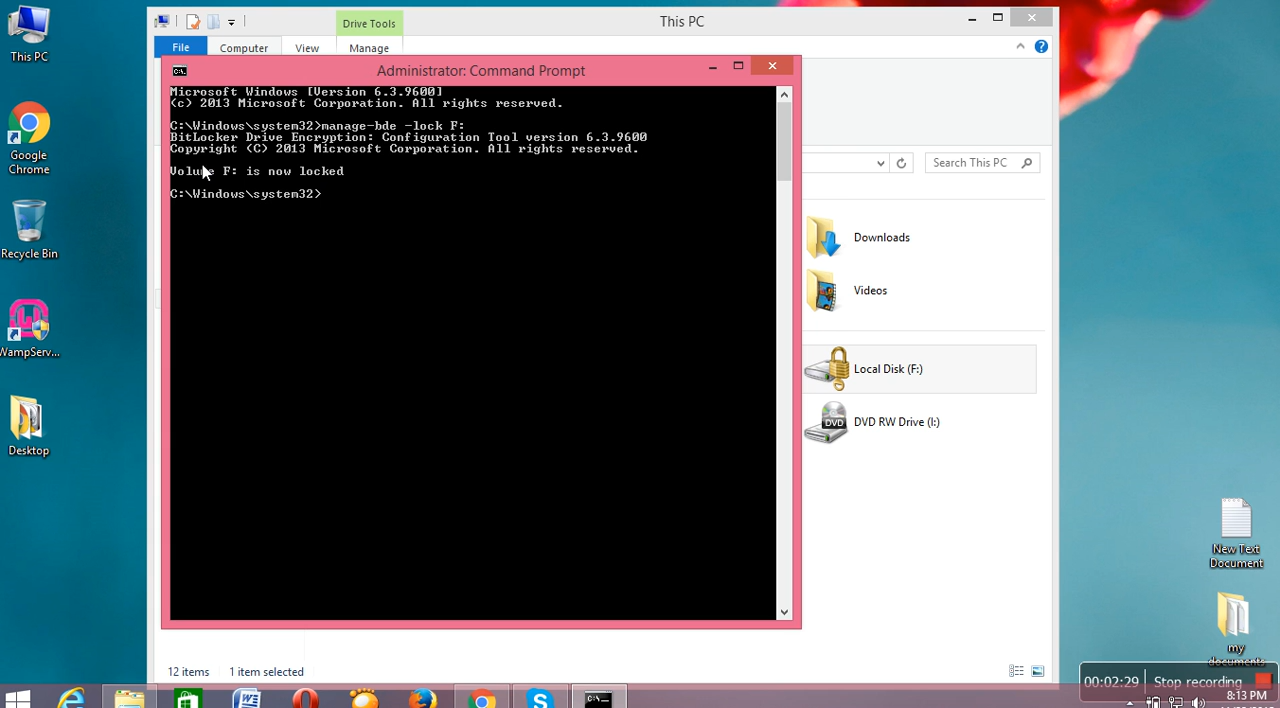 This PC
Google
Chrome
Recycle Bin
WampServ...
Desktop
Drive Tools
This PC
File
Computer
View
Manage
Administrator: Command Prompt
Microsoft Windows [Version 6.3.9600]
(c) 2013 Microsoft Corporation. All rights reserved.
C:\Windows\system32>manage-bde -lock F:
BitLocker Drive Encryption: Configuration Tool version 6.3.9600
Copyright (C) 2013 Microsoft Corporation. All rights reserved.
Volume F: is now locked
C:\Windows\system32>
Search This PC
Downloads
Videos
Local Disk (F:)
DVD
DVD RW Drive (I:)
12 items
1 item selected
New Text
Document
my
documents
00:02:29
Stop recording
8:13 PM